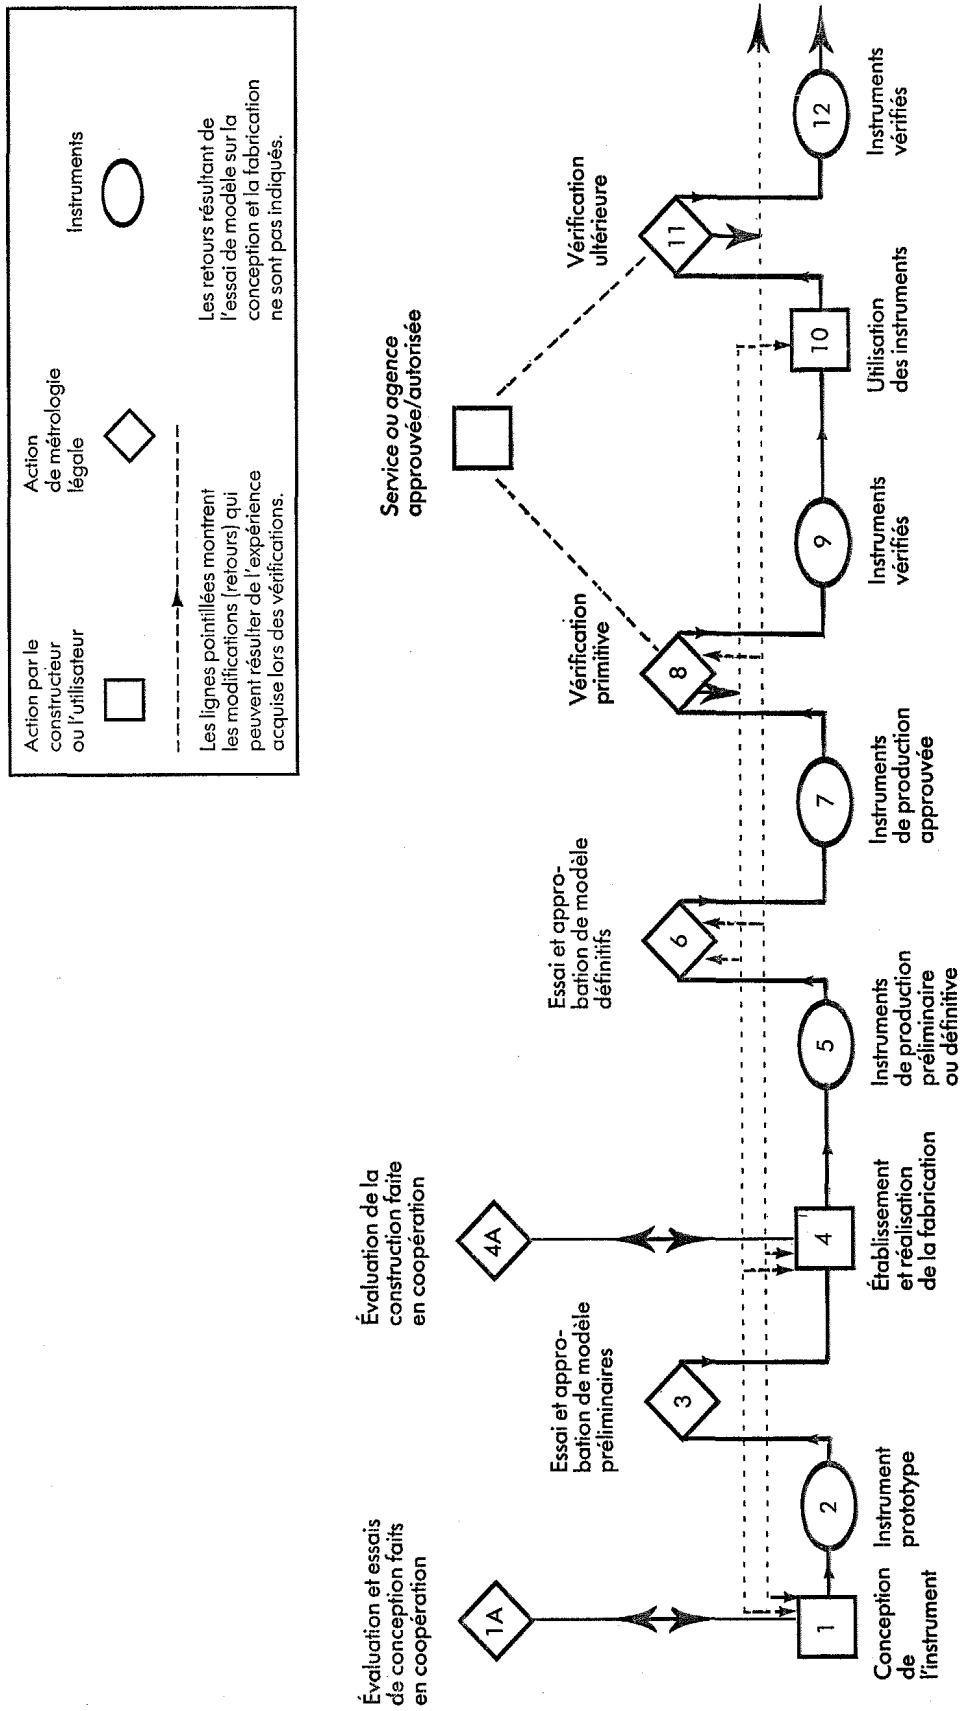 Action par le
constructeur
ou l'utilisateur
Action
de métrologie
légale
Instruments
Les lignes pointillées montrent
les modifications (retours) qui
peuvent résulter de l'expérience
acquise lors des vérifications.
Les retours résultant de
l'essai de modèle sur la
conception et la fabrication
ne sont pas indiqués.
Évaluation et essais
de conception faits
en coopération
1A
Évaluation de la
construction faite
en coopération
4A
Service ou agence
approuvée/autorisée
Essai et appro-
bation de modèle
préliminaires
3
Essai et appro-
bation de modèle
définitifs
6
Vérification
primitive
8
Vérification
ultérieure
11
1
Conception
de
l'instrument
2
Instrument
prototype
4
Établissement
et réalisation
de la fabrication
5
Instruments
de production
préliminaire
ou définitive
7
Instruments
de production
approuvée
9
Instruments
vérifiés
10
Utilisation
des instruments
12
Instruments
vérifiés